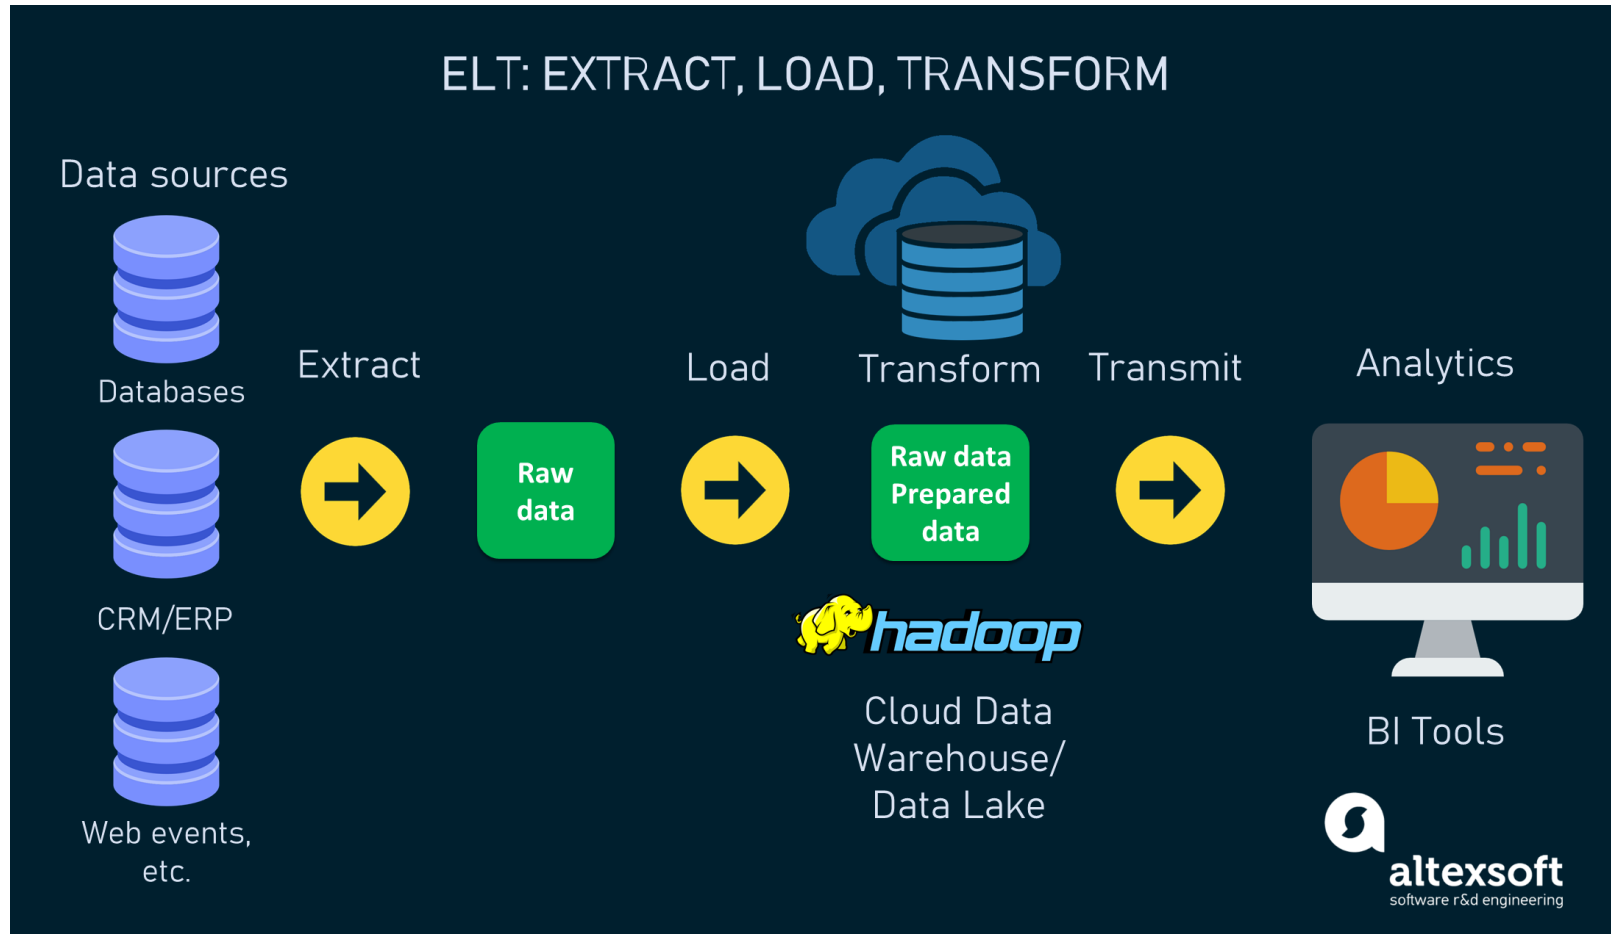 ELT: EXTRACT, LOAD, TRANSFORM
Data sources
Databases
CRM/ERP
Web events,
etc.
Extract
Raw
data
Load
Transform
Raw data
Prepared
data
hadoop
Cloud Data
Warehouse/
Data Lake
Transmit
Analytics
BI Tools
altexsoft
software r&d engineering